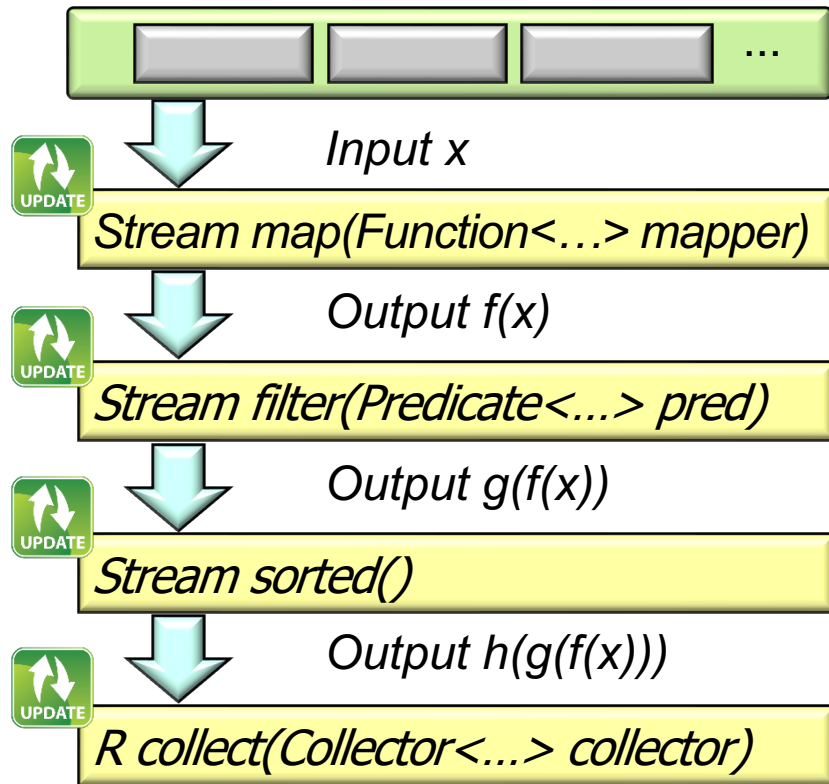 ...
Input x
UPDATE
Stream map(Function<...> mapper)
Output f(x)
UPDATE
Stream filter(Predicate<...> pred)
Output g(f(x))
UPDATE
Stream sorted()
Output h(g(f(x)))
UPDATE
R collect(Collector<...> collector)